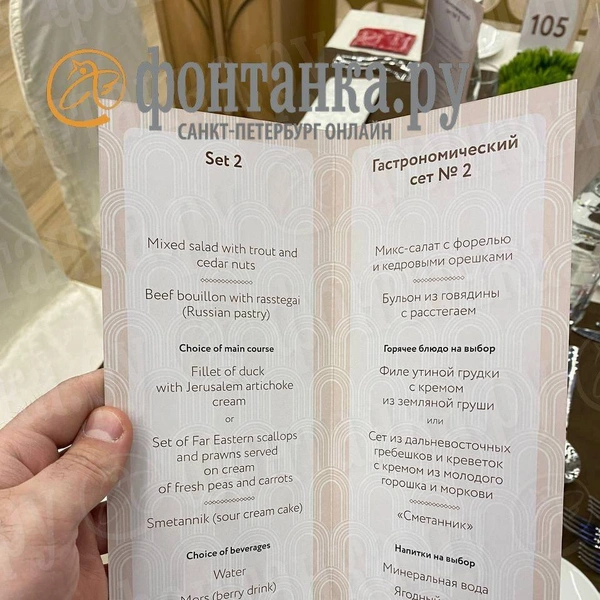 фонтанка.ру
САНКТ-ПЕТЕРБУРГ ОНЛАЙН
105
Set 2
Mixed salad with trout and
cedar nuts
Beef bouillon with rasstegai
(Russian pastry)
Choice of main course
Fillet of duck
with Jerusalem artichoke
cream
or
Set of Far Eastern scallops
and prawns served
on cream
of fresh peas and carrots
Smetannik (sour cream cake)
Choice of beverages
Water
Mors (berry drink)
Гастрономический
сет № 2
Микс-салат с форелью
и кедровыми орешками
Бульон из говядины
с расстегаем
Горячее блюдо на выбор
Филе утиной грудки
с кремом
из земляной груши
или
Сет из дальневосточных
гребешков и креветок
с кремом из молодого
горошка и моркови
«Сметанник»
Напитки на выбор
Минеральная вода
Ягодный